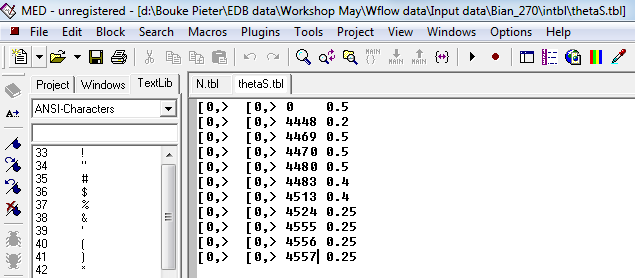 MED - unregistered - [d:\Bouke Pieter\EDB data\Workshop May\Wflow data\Input data\Bian_270\intbl\thetaS.tbl]
File Edit Search Block Colors Macros Plugins Tools Project View Windows Options Help
MAIN {} MAIN
Project Windows TextLib
N.tbl thetaS.tbl
ANSI-Characters
33 !
34 "
35 #
36 $
37 %
38 &
39 '
40 (
41 )
42 *
[0,> [0,> 0 0.5
[0,> [0,> 4448 0.2
[0,> [0,> 4469 0.5
[0,> [0,> 4470 0.5
[0,> [0,> 4480 0.5
[0,> [0,> 4483 0.4
[0,> [0,> 4513 0.4
[0,> [0,> 4524 0.25
[0,> [0,> 4555 0.25
[0,> [0,> 4556 0.25
[0,> [0,> 4557 0.25